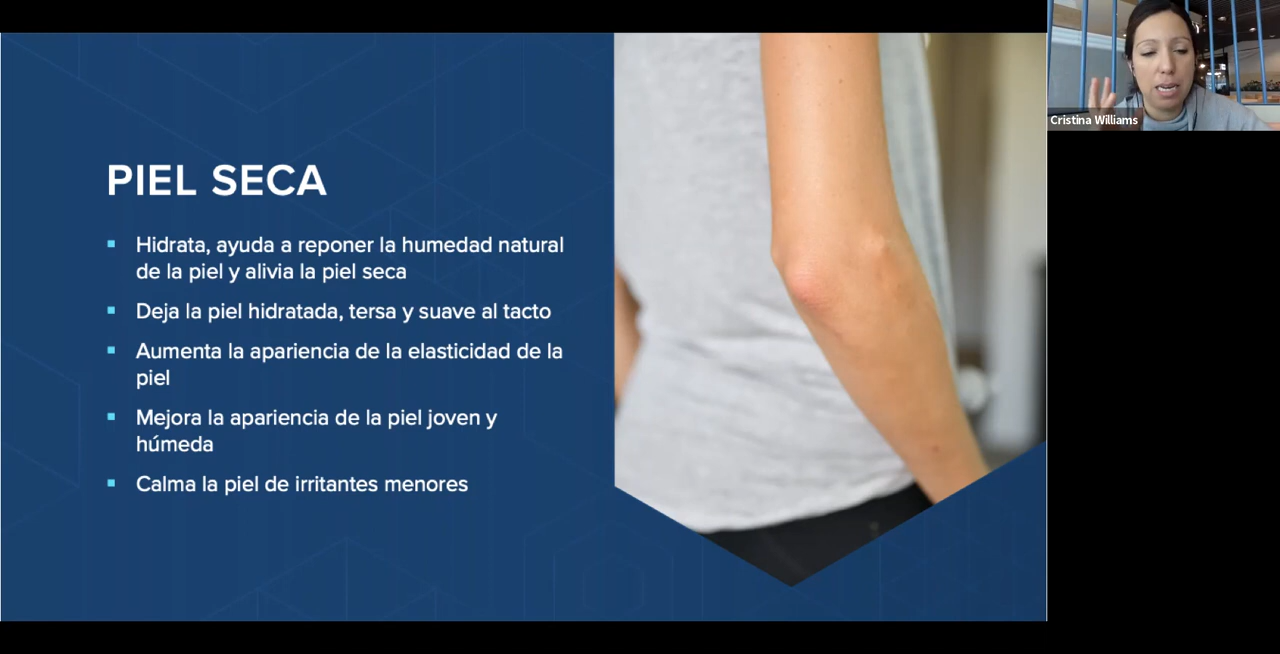 PIEL SECA
Hidrata, ayuda a reponer la humedad natural
de la piel y alivia la piel seca
Deja la piel hidratada, tersa y suave al tacto
Aumenta la apariencia de la elasticidad de la
piel
Mejora la apariencia de la piel joven y
húmeda
Calma la piel de irritantes menores
Cristina Williams